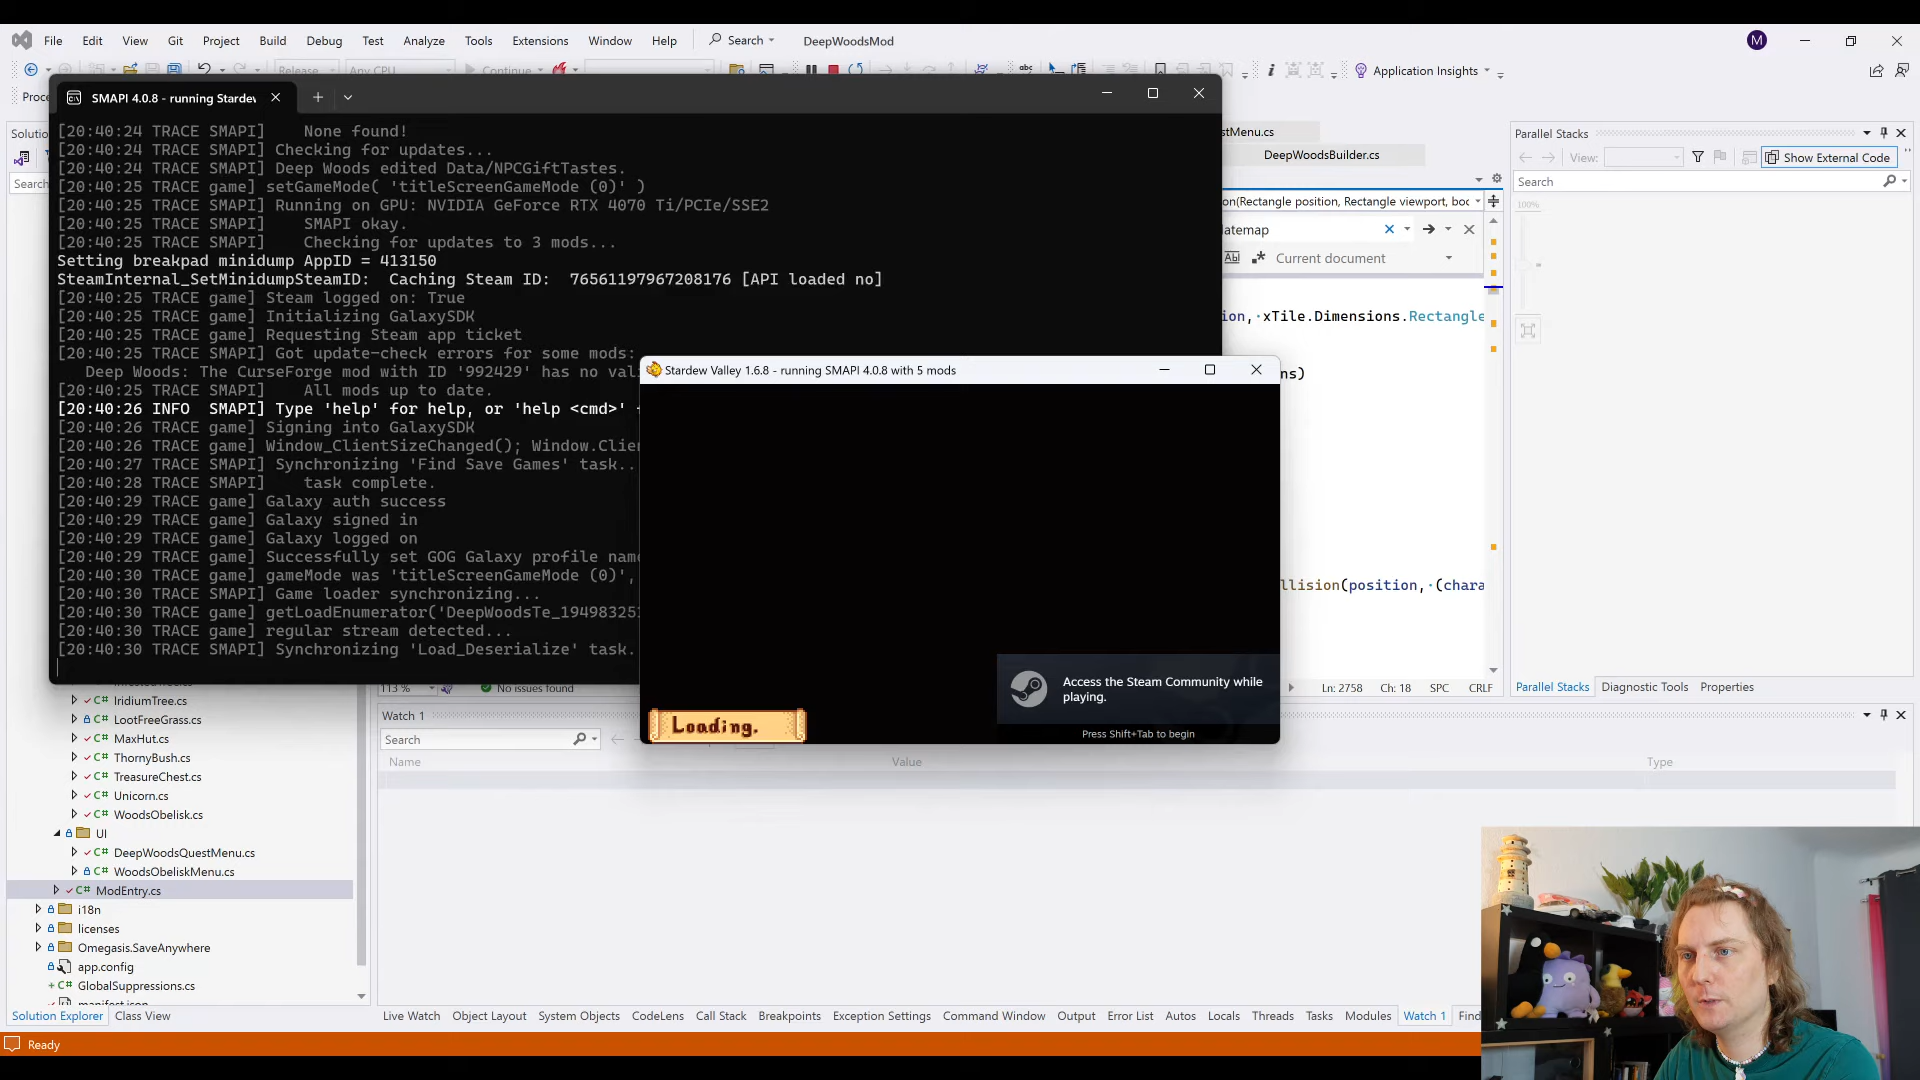 File Edit View Git Project Build Debug Test Analyze Tools Extensions Window Help Search DeepWoodsMod M
Release Any CPU Continue Application Insights
SMAPI 4.0.8 - running Stardew
[20:40:24 TRACE SMAPI] None found!
[20:40:24 TRACE SMAPI] Checking for updates...
[20:40:24 TRACE SMAPI] Deep Woods edited Data/NPCGiftTastes.
[20:40:25 TRACE game] setGameMode( 'titleScreenGameMode (0)' )
[20:40:25 TRACE SMAPI] Running on GPU: NVIDIA GeForce RTX 4070 Ti/PCIe/SSE2
[20:40:25 TRACE SMAPI] SMAPI okay.
[20:40:25 TRACE SMAPI] Checking for updates to 3 mods...
Setting breakpad minidump AppID = 413150
SteamInternal_SetMinidumpSteamID: Caching Steam ID: 76561197967208176 [API loaded no]
[20:40:25 TRACE game] Steam logged on: True
[20:40:25 TRACE game] Initializing GalaxySDK
[20:40:25 TRACE game] Requesting Steam app ticket
[20:40:25 TRACE SMAPI] Got update-check errors for some mods:
Deep Woods: The CurseForge mod with ID '992429' has no vali
[20:40:25 TRACE SMAPI] All mods up to date.
[20:40:26 INFO SMAPI] Type 'help' for help, or 'help <cmd>'
[20:40:26 TRACE game] Signing into GalaxySDK
[20:40:26 TRACE game] Window_ClientSizeChanged(); Window.Clie
[20:40:27 TRACE SMAPI] Synchronizing 'Find Save Games' task..
[20:40:28 TRACE SMAPI] task complete.
[20:40:29 TRACE game] Galaxy auth success
[20:40:29 TRACE game] Galaxy signed in
[20:40:29 TRACE game] Galaxy logged on
[20:40:29 TRACE game] Successfully set GOG Galaxy profile name
[20:40:30 TRACE game] gameMode was 'titleScreenGameMode (0)',
[20:40:30 TRACE SMAPI] Game loader synchronizing...
[20:40:30 TRACE game] getLoadEnumerator('DeepWoodsTe_194983251
[20:40:30 TRACE game] regular stream detected...
[20:40:30 TRACE SMAPI] Synchronizing 'Load_Deserialize' task.
Stardew Valley 1.6.8 - running SMAPI 4.0.8 with 5 mods
Loading.
Access the Steam Community while
playing.
Press Shift+Tab to begin
Proce
Solutio
Search
stMenu.cs
DeepWoodsBuilder.cs
on(Rectangle position, Rectangle viewport, boo
atemap
Abl Current document
ion, xTile.Dimensions.Rectangle
ns)
llision(position, (chara
Ln: 2758 Ch: 18 SPC CRLF
113 % No issues found
Parallel Stacks
View: Show External Code
Search
100%
Parallel Stacks Diagnostic Tools Properties
IridiumTree.cs
LootFreeGrass.cs
MaxHut.cs
ThornyBush.cs
TreasureChest.cs
Unicorn.cs
WoodsObelisk.cs
UI
DeepWoodsQuestMenu.cs
WoodsObeliskMenu.cs
ModEntry.cs
i18n
licenses
Omegasis.SaveAnywhere
app.config
GlobalSuppressions.cs
manifest.json
Solution Explorer Class View
Watch 1
Search
Name Value Type
Live Watch Object Layout System Objects CodeLens Call Stack Breakpoints Exception Settings Command Window Output Error List Autos Locals Threads Tasks Modules Watch 1 Find
Ready